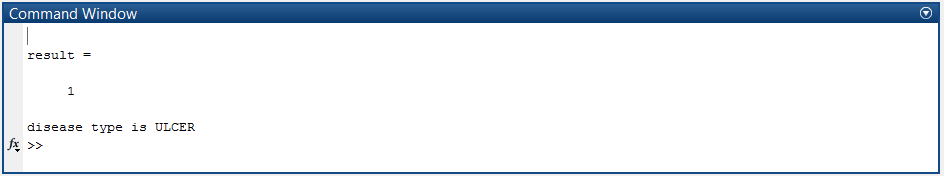 Command Window
result =
1
disease type is ULCER
fx >>